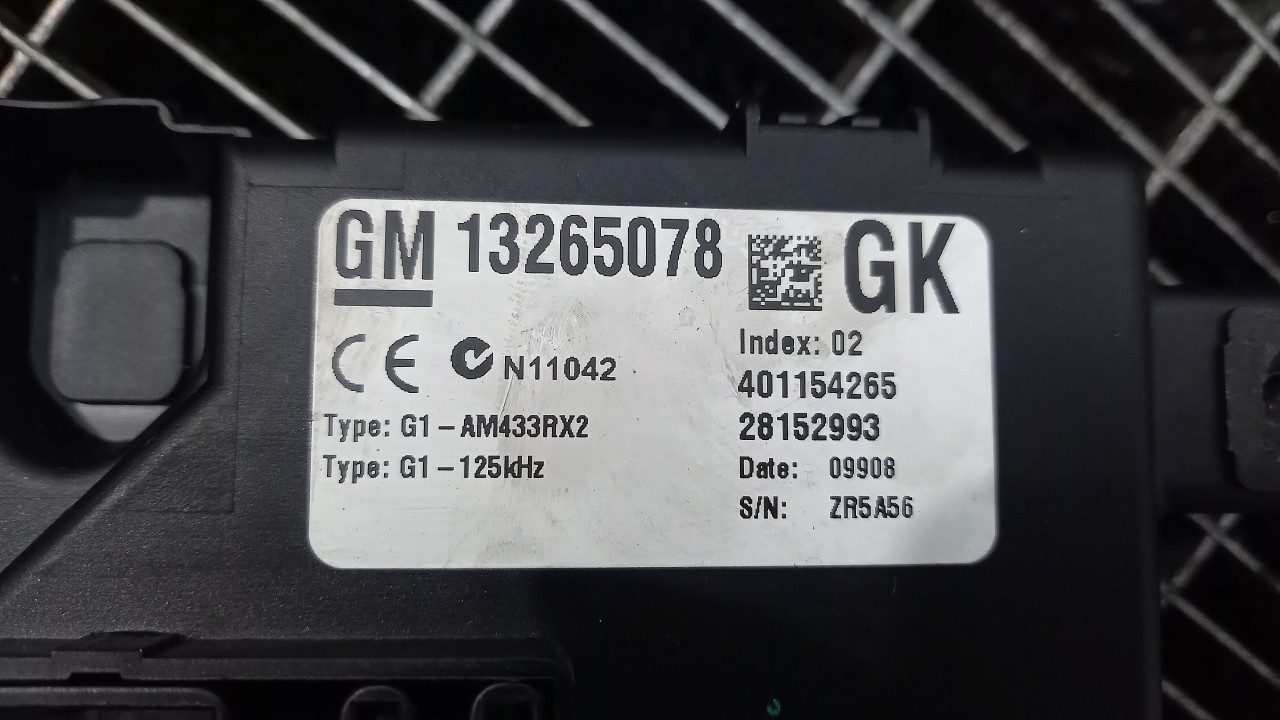 GM 13265078 GK
CE N11042
Index: 02
401154265
Type: G1-AM433RX2
28152993
Type: G1-125kHz
Date: 09908
S/N: ZR5A56